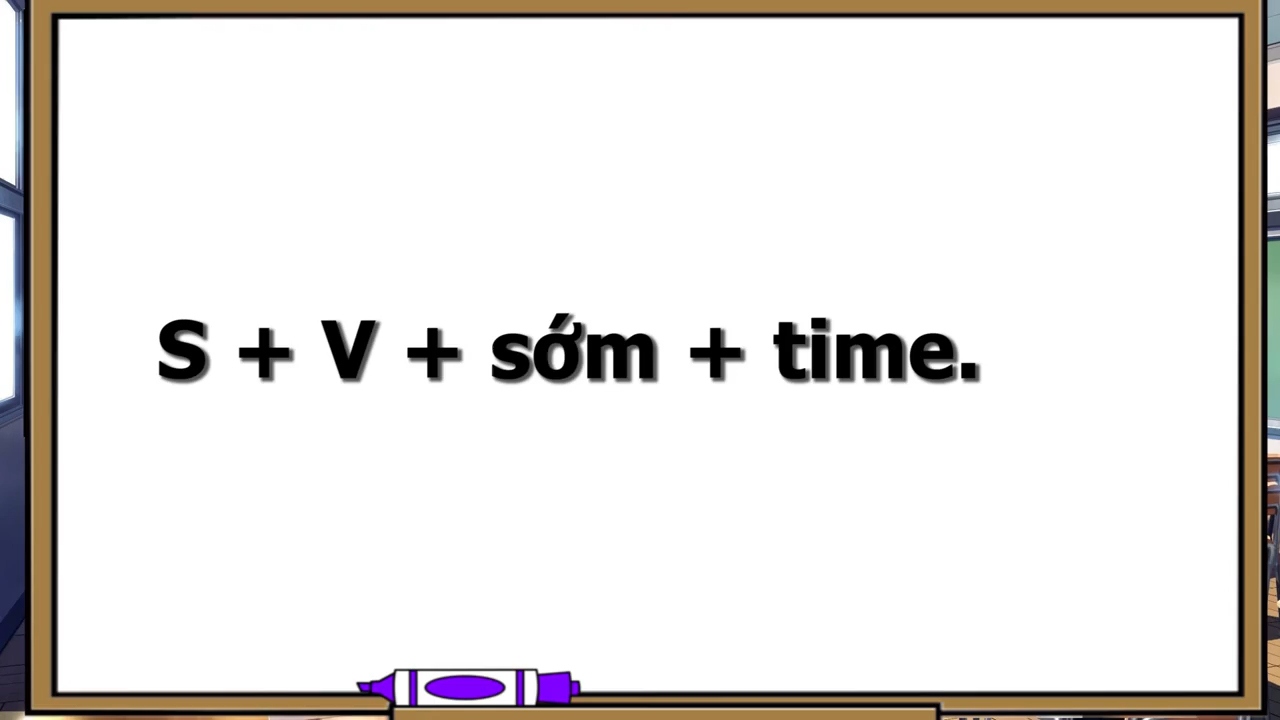 S + V + sớm + time.